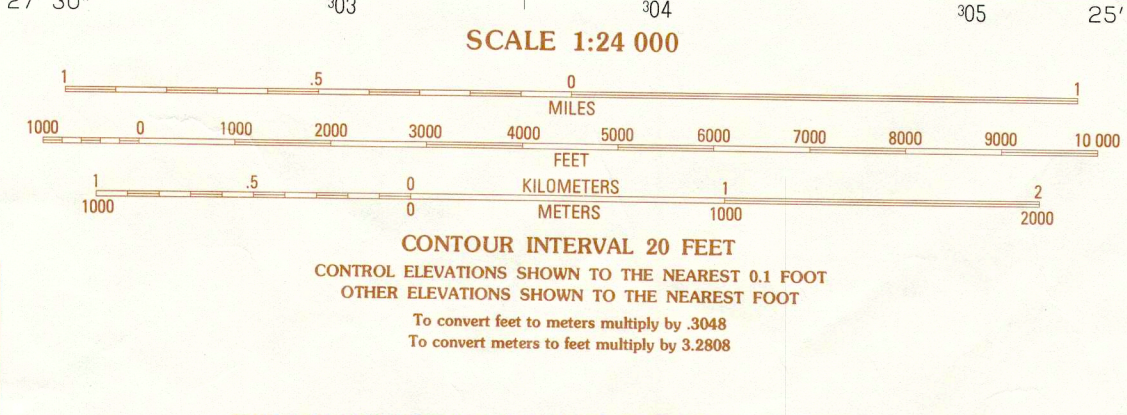 27'30" ³03 ³04 ³05 25'
SCALE 1:24 000
1 .5 0 1
MILES
1000 0 1000 2000 3000 4000 5000 6000 7000 8000 9000 10 000
FEET
1 .5 0 KILOMETERS 1 2
1000 0 METERS 1000 2000
CONTOUR INTERVAL 20 FEET
CONTROL ELEVATIONS SHOWN TO THE NEAREST 0.1 FOOT
OTHER ELEVATIONS SHOWN TO THE NEAREST FOOT
To convert feet to meters multiply by .3048
To convert meters to feet multiply by 3.2808